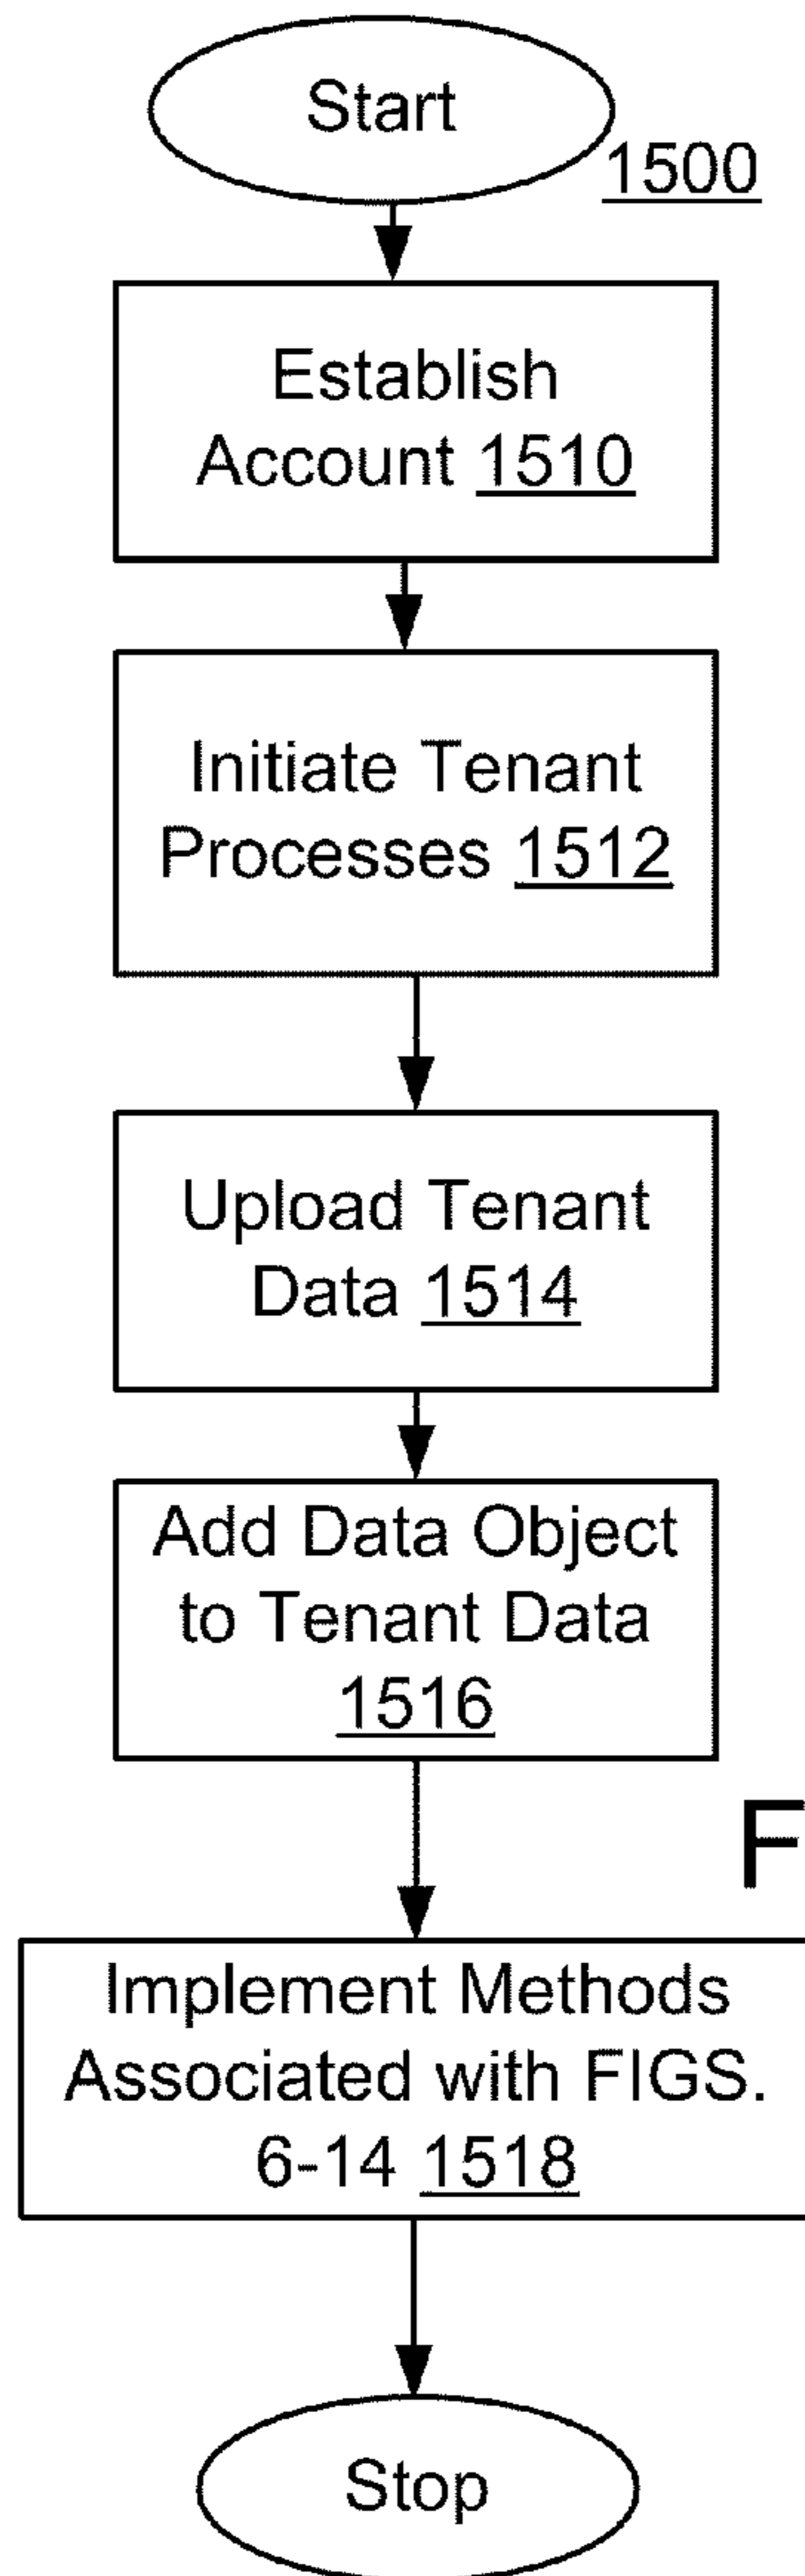 Start
1500
Establish
Account 1510
Initiate Tenant
Processes 1512
Upload Tenant
Data 1514
Add Data Object
to Tenant Data
1516
F
Implement Methods
Associated with FIGS.
6-14 1518
Stop